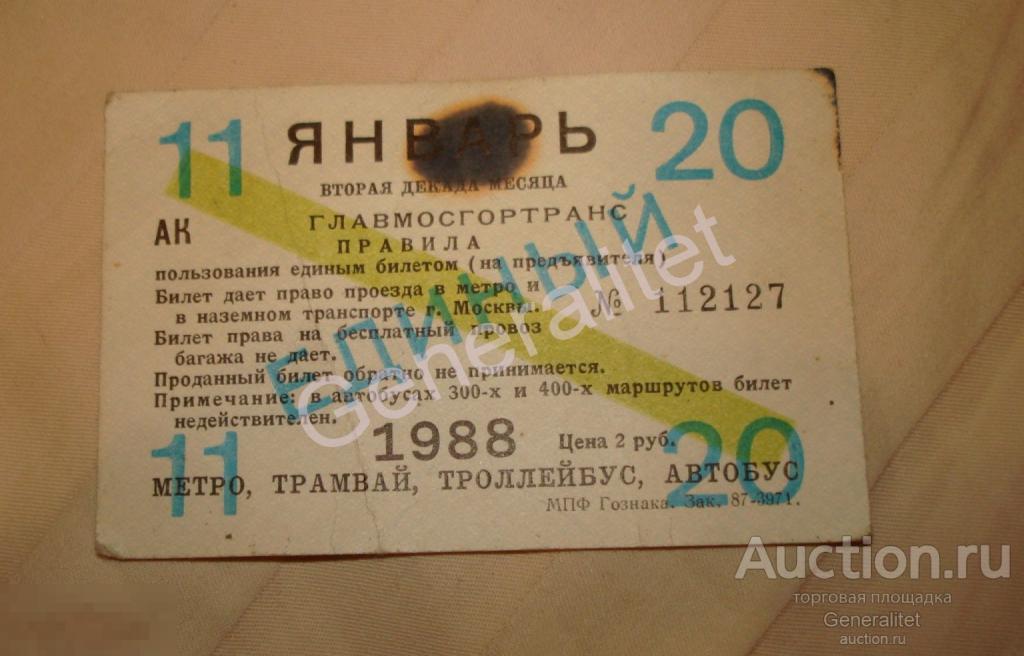 11 ЯНВАРЬ 20
ВТОРАЯ ДЕКАДА МЕСЯЦА
ГЛАВМОСГОРТРАНС
АК
ПРАВИЛА
пользования единым билетом (на предъявителя)
Билет дает право проезда в метро и
в наземном транспорте г. Москвы.
№ 112127
Билет права на бесплатный провоз
багажа не дает.
Проданный билет обратно не принимается.
Примечание: в автобусах 300-х и 400-х маршрутов билет
недействителен.
ЕДИНЫЙ
11 1988 Цена 2 руб. 20
МЕТРО, ТРАМВАЙ, ТРОЛЛЕЙБУС, АВТОБУС
МПФ Гознака. Зак. 87-3971.
Generalitet
Auction.ru
торговая площадка
Generalitet
auction.ru